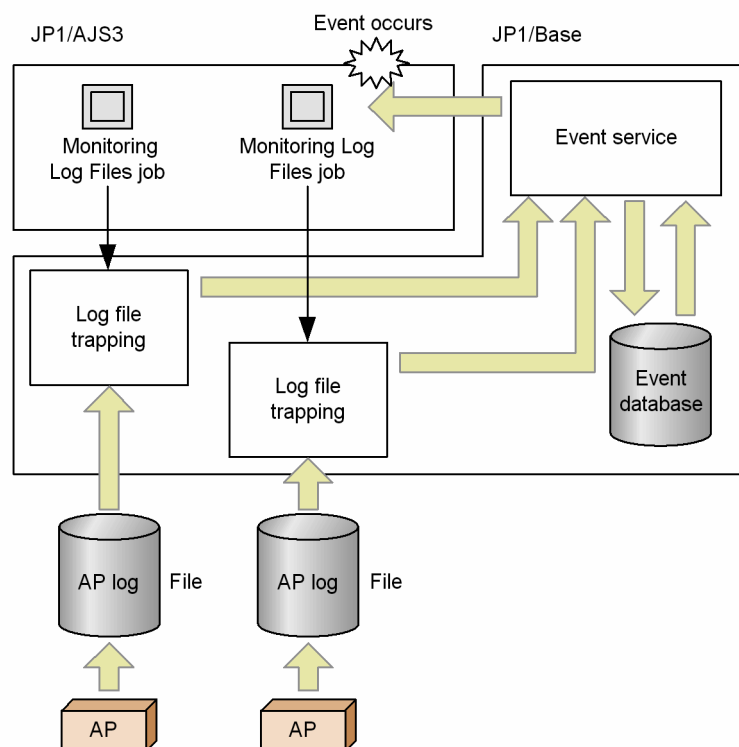 Event occurs
JP1/AJS3
JP1/Base
Monitoring
Log Files job
Monitoring Log
Files job
Event service
Log file
trapping
Log file
trapping
Event
database
AP log
File
AP log
File
AP
AP